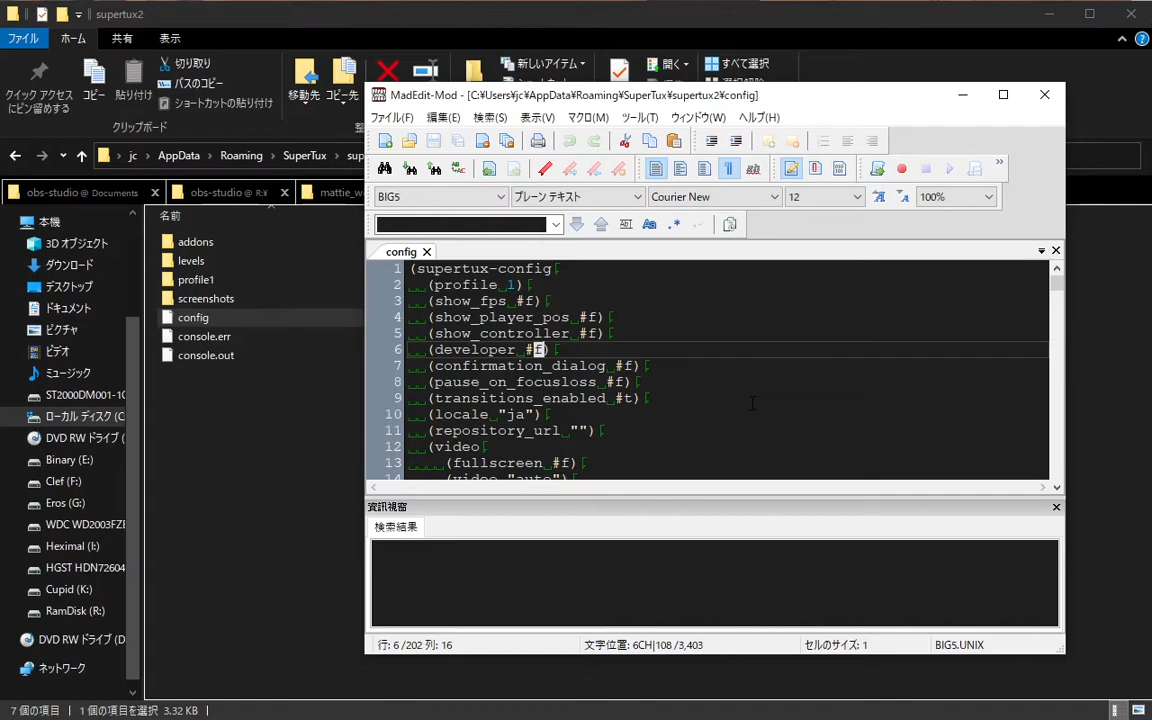 supertux2
ファイル ホーム 共有 表示
クイック アクセス
にピン留めする
コピー
貼り付け
切り取り
パスのコピー
ショートカットの貼り付け
移動先
コピー先
新しいアイテム
開く
すべて選択
クリップボード
jc AppData Roaming SuperTux
obs-studio @ Documents
obs-studio @ R:¥
本機
3D オブジェクト
ダウンロード
デスクトップ
ドキュメント
ピクチャ
ビデオ
ミュージック
ST2000DM001-1C
ローカル ディスク (C
DVD RW ドライブ (D
Binary (E:)
Clef (F:)
Eros (G:)
WDC WD2003FZE
Heximal (I:)
HGST HDN72604
Cupid (K:)
RamDisk (R:)
DVD RW ドライブ (D
ネットワーク
名前
addons
levels
profile1
screenshots
config
console.err
console.out
MadEdit-Mod - [C:¥Users¥jc¥AppData¥Roaming¥SuperTux¥supertux2¥config]
ファイル(F) 編集(E) 検索(S) 表示(V) マクロ(M) ツール(T) ウィンドウ(W) ヘルプ(H)
BIG5 プレーン テキスト Courier New 12 100%
config
1 (supertux-config
2 (profile 1)
3 (show_fps #f)
4 (show_player_pos #f)
5 (show_controller #f)
6 (developer #f)
7 (confirmation_dialog #f)
8 (pause_on_focusloss #f)
9 (transitions_enabled #t)
10 (locale "ja")
11 (repository_url "")
12 (video
13 (fullscreen #f)
14 (video "auto")
資訊視窗
検索結果
行: 6 /202 列: 16 文字位置: 6CH|108 /3,403 セルのサイズ: 1 BIG5.UNIX
7 個の項目 1 個の項目を選択 3.32 KB